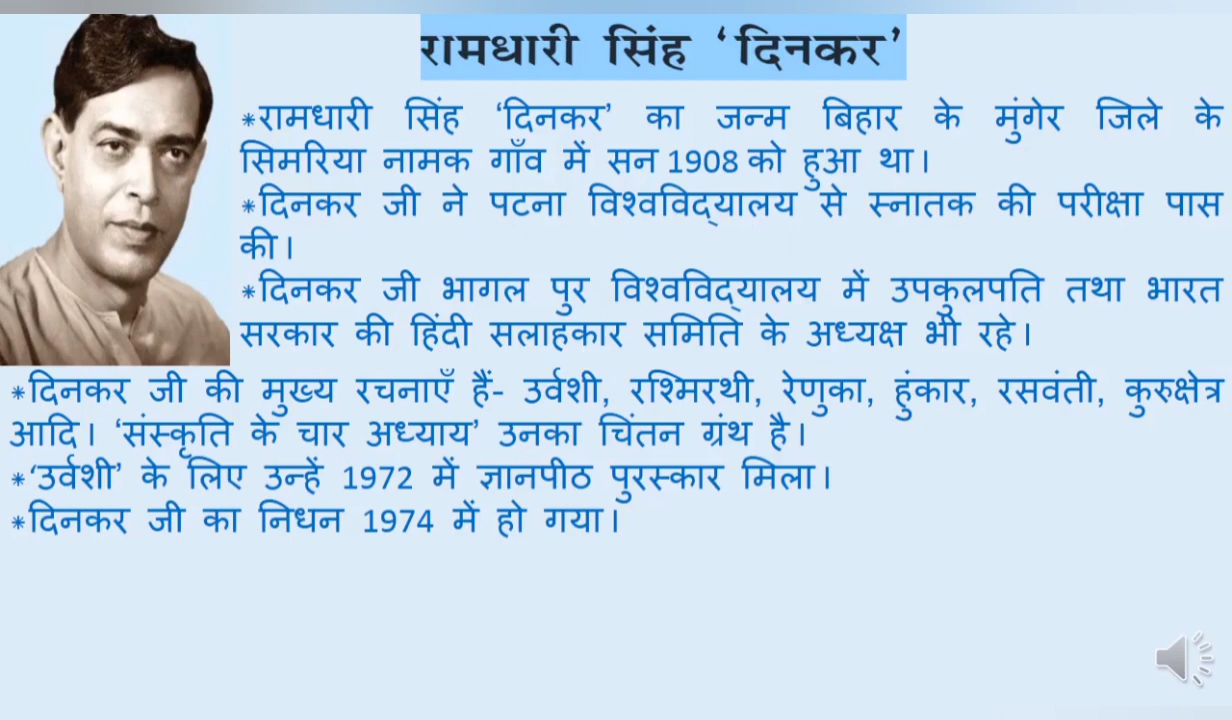 रामधारी सिंह ‘दिनकर’
*रामधारी सिंह ‘दिनकर’ का जन्म बिहार के मुंगेर जिले के
सिमरिया नामक गाँव में सन 1908 को हुआ था।
*दिनकर जी ने पटना विश्वविद्‌यालय से स्नातक की परीक्षा पास
की।
*दिनकर जी भागल पुर विश्वविद्‌यालय में उपकुलपति तथा भारत
सरकार की हिंदी सलाहकार समिति के अध्यक्ष भी रहे।
*दिनकर जी की मुख्य रचनाएँ हैं- उर्वशी, रश्मिरथी, रेणुका, हुंकार, रसवंती, कुरुक्षेत्र
आदि। ‘संस्कृति के चार अध्याय’ उनका चिंतन ग्रंथ है।
*‘उर्वशी’ के लिए उन्हें 1972 में ज्ञानपीठ पुरस्कार मिला।
*दिनकर जी का निधन 1974 में हो गया।